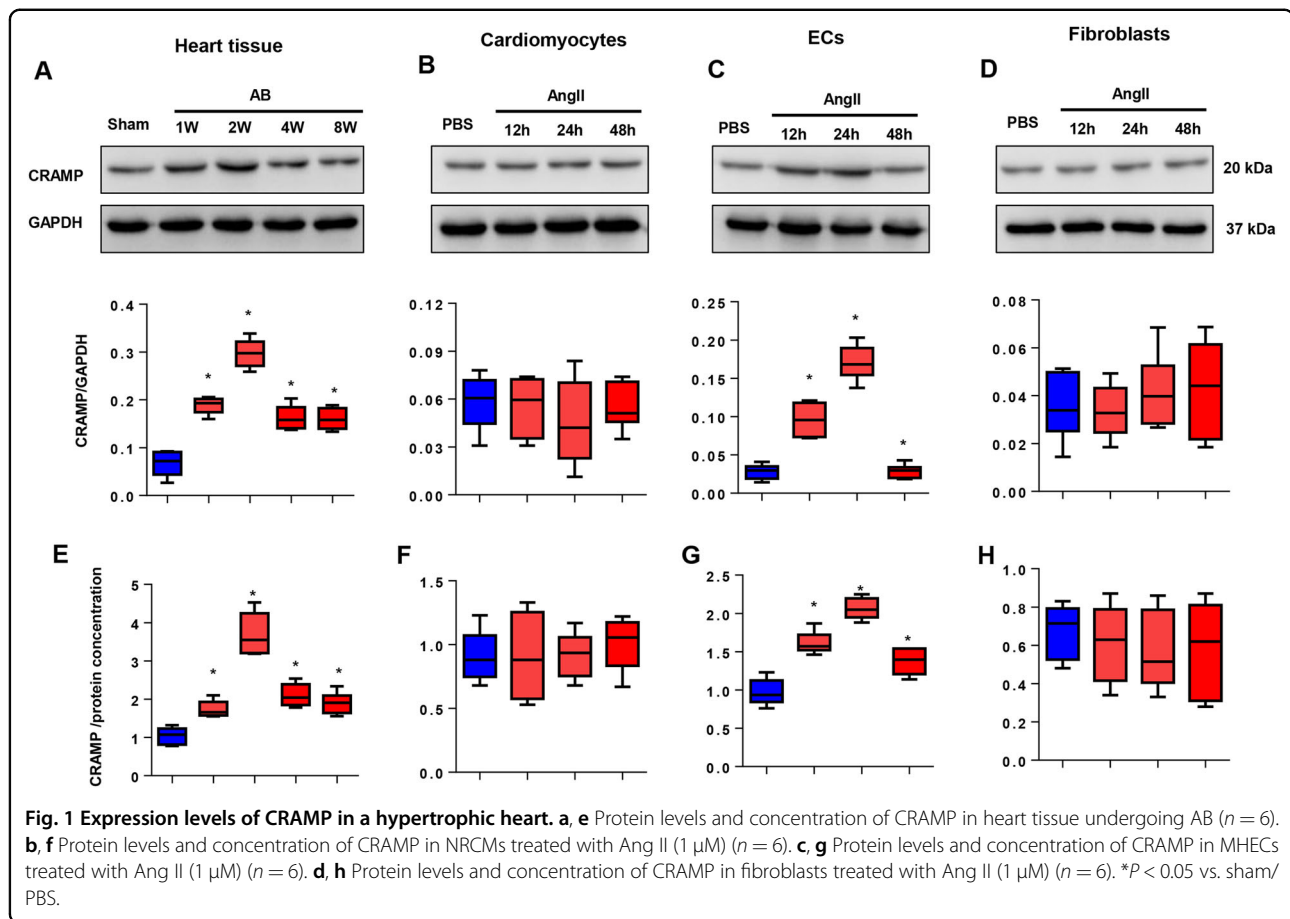 Heart tissue
Cardiomyocytes
ECs
Fibroblasts
A
B
C
D
AB
AngII
AngII
AngII
Sham 1W 2W 4W 8W
PBS 12h 24h 48h
PBS 12h 24h 48h
PBS 12h 24h 48h
CRAMP
20 kDa
GAPDH
37 kDa
CRAMP/GAPDH
0.4
0.3
0.2
0.1
0.0
* * * *
0.12
0.09
0.06
0.03
0.00
0.25
0.20
0.15
0.10
0.05
0.00
* * *
0.08
0.06
0.04
0.02
0.00
E
F
G
H
CRAMP /protein concentration
5
4
3
2
1
0
* * * *
1.5
1.0
0.5
0.0
2.5
2.0
1.5
1.0
0.5
0.0
* * *
1.0
0.8
0.6
0.4
0.2
0.0
Fig. 1 Expression levels of CRAMP in a hypertrophic heart. a, e Protein levels and concentration of CRAMP in heart tissue undergoing AB (n = 6).
b, f Protein levels and concentration of CRAMP in NRCMs treated with Ang II (1 µM) (n = 6). c, g Protein levels and concentration of CRAMP in MHECs
treated with Ang II (1 µM) (n = 6). d, h Protein levels and concentration of CRAMP in fibroblasts treated with Ang II (1 µM) (n = 6). *P < 0.05 vs. sham/
PBS.